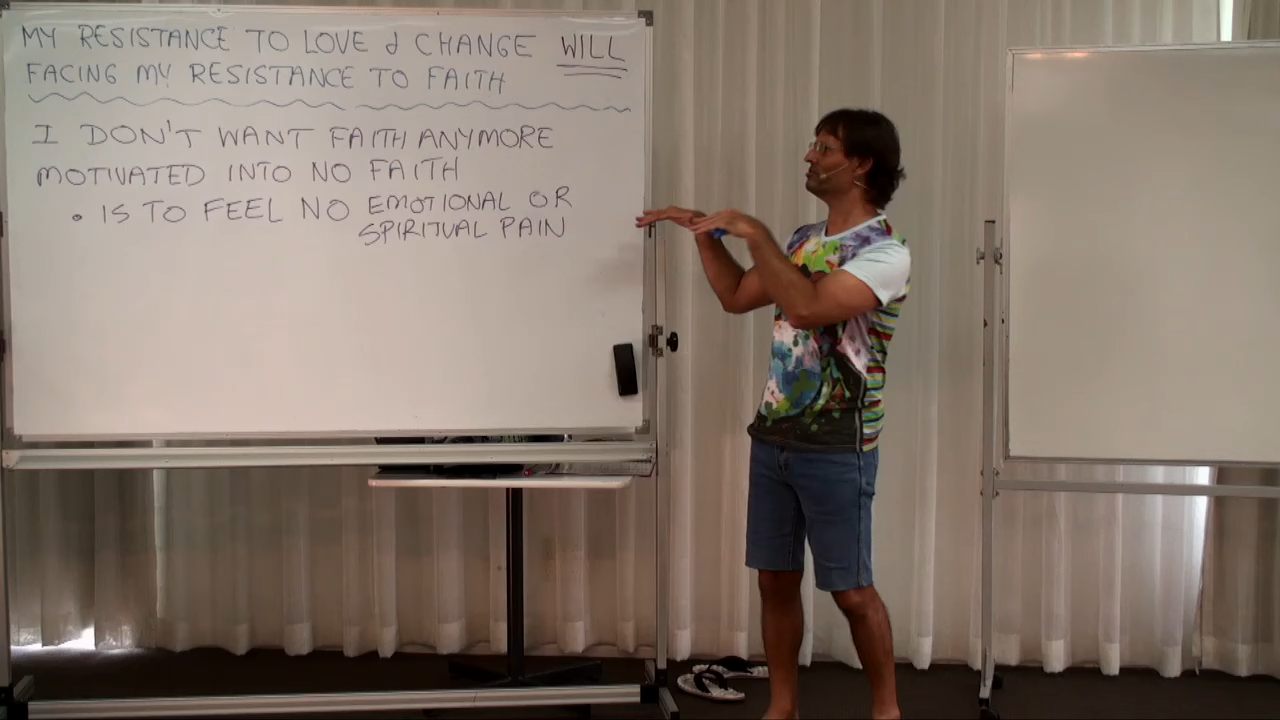 MY RESISTANCE TO LOVE & CHANGE WILL
FACING MY RESISTANCE TO FAITH
I DON'T WANT FAITH ANYMORE
MOTIVATED INTO NO FAITH
• IS TO FEEL NO EMOTIONAL OR
SPIRITUAL PAIN